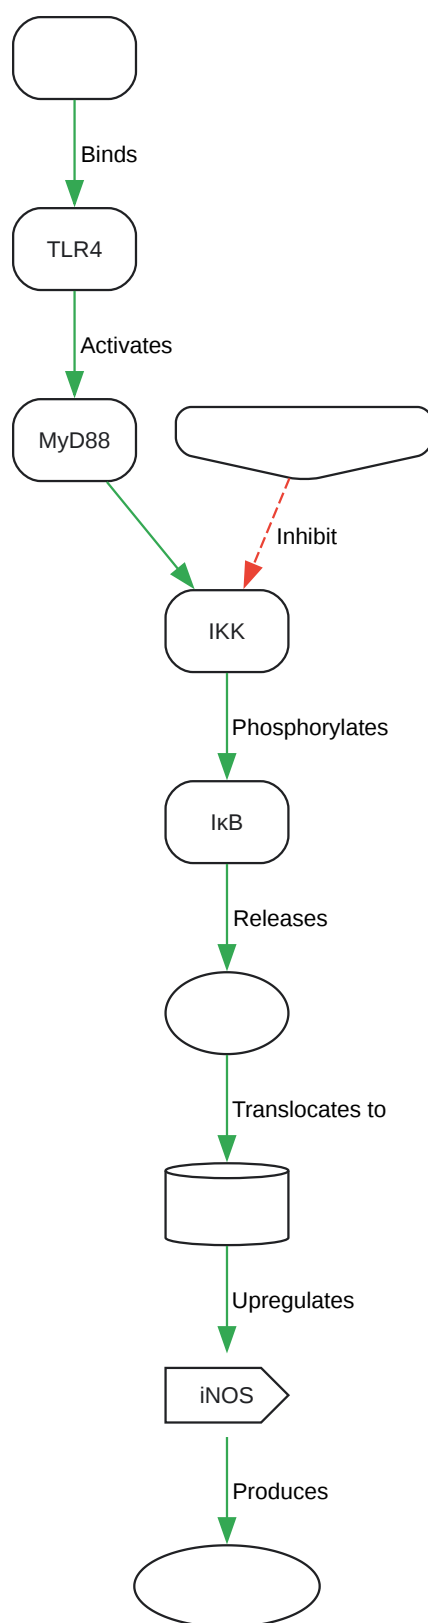 Binds
TLR4
Activates
MyD88
Inhibit
IKK
Phosphorylates
IκB
Releases
Translocates to
Upregulates
iNOS
Produces